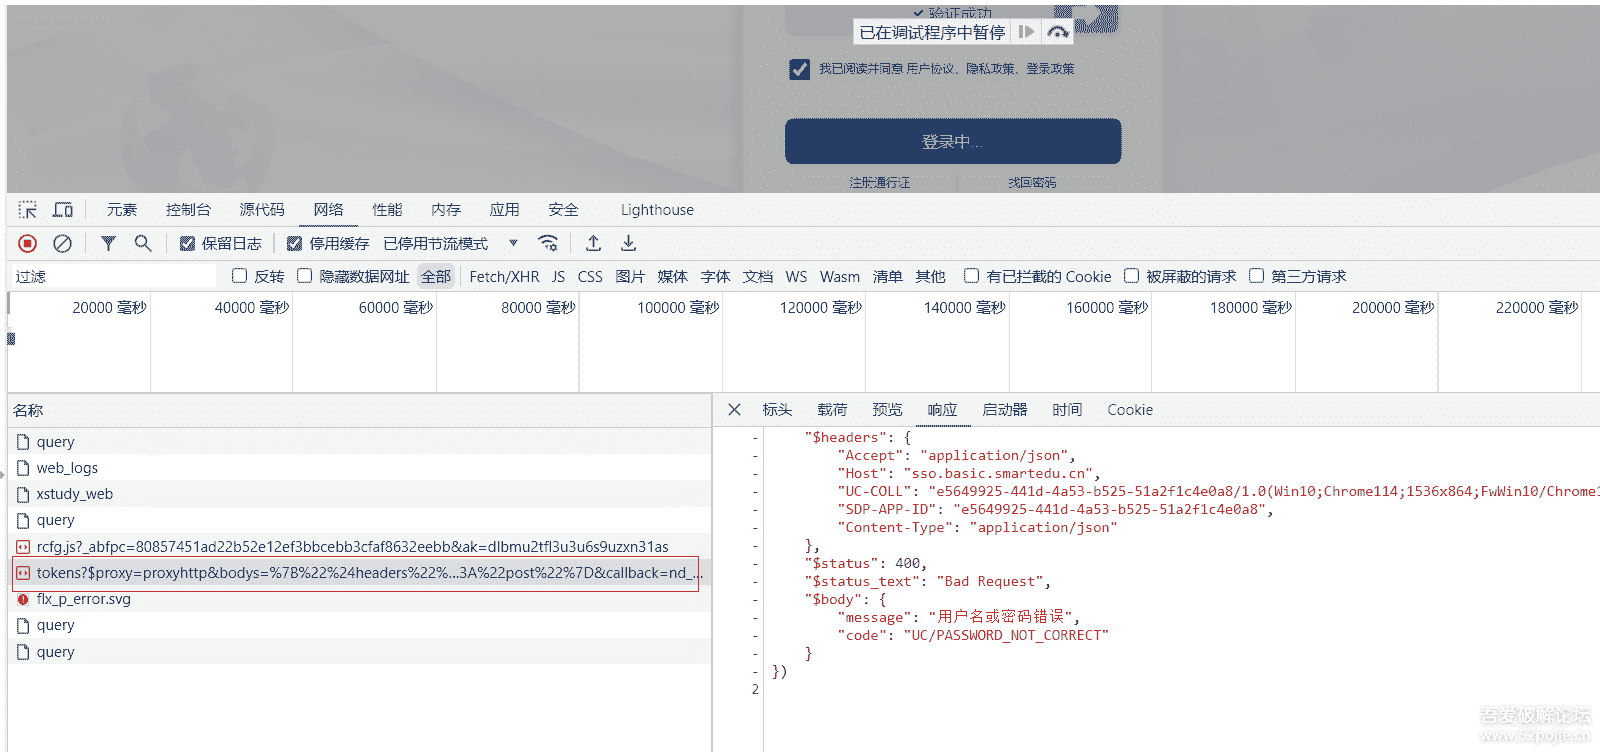 验证成功
已在调试程序中暂停
我已阅读并同意 用户协议、隐私政策、登录政策
登录中...
注册通行证 找回密码
元素 控制台 源代码 网络 性能 内存 应用 安全 Lighthouse
保留日志 停用缓存 已停用节流模式
过滤 反转 隐藏数据网址 全部 Fetch/XHR JS CSS 图片 媒体 字体 文档 WS Wasm 清单 其他 有已拦截的 Cookie 被屏蔽的请求 第三方请求
20000 毫秒 40000 毫秒 60000 毫秒 80000 毫秒 100000 毫秒 120000 毫秒 140000 毫秒 160000 毫秒 180000 毫秒 200000 毫秒 220000 毫秒
名称
query
web_logs
xstudy_web
query
rcfg.js?_abfpc=80857451ad22b52e12ef3bbcebb3cfaf8632eebb&ak=dlbmu2tfl3u3u6s9uzxn31as
tokens?$proxy=proxyhttp&bodys=%7B%22%24headers%22%...3A%22post%22%7D&callback=nd_...
flx_p_error.svg
query
query
标头 载荷 预览 响应 启动器 时间 Cookie
- "$headers": {
- "Accept": "application/json",
- "Host": "sso.basic.smartedu.cn",
- "UC-COLL": "e5649925-441d-4a53-b525-51a2f1c4e0a8/1.0(Win10;Chrome114;1536x864;FwWin10/Chrome1
- "SDP-APP-ID": "e5649925-441d-4a53-b525-51a2f1c4e0a8",
- "Content-Type": "application/json"
- },
- "$status": 400,
- "$status_text": "Bad Request",
- "$body": {
- "message": "用户名或密码错误",
- "code": "UC/PASSWORD_NOT_CORRECT"
- }
- })
2
吾爱破解论坛
www.52pojie.cn